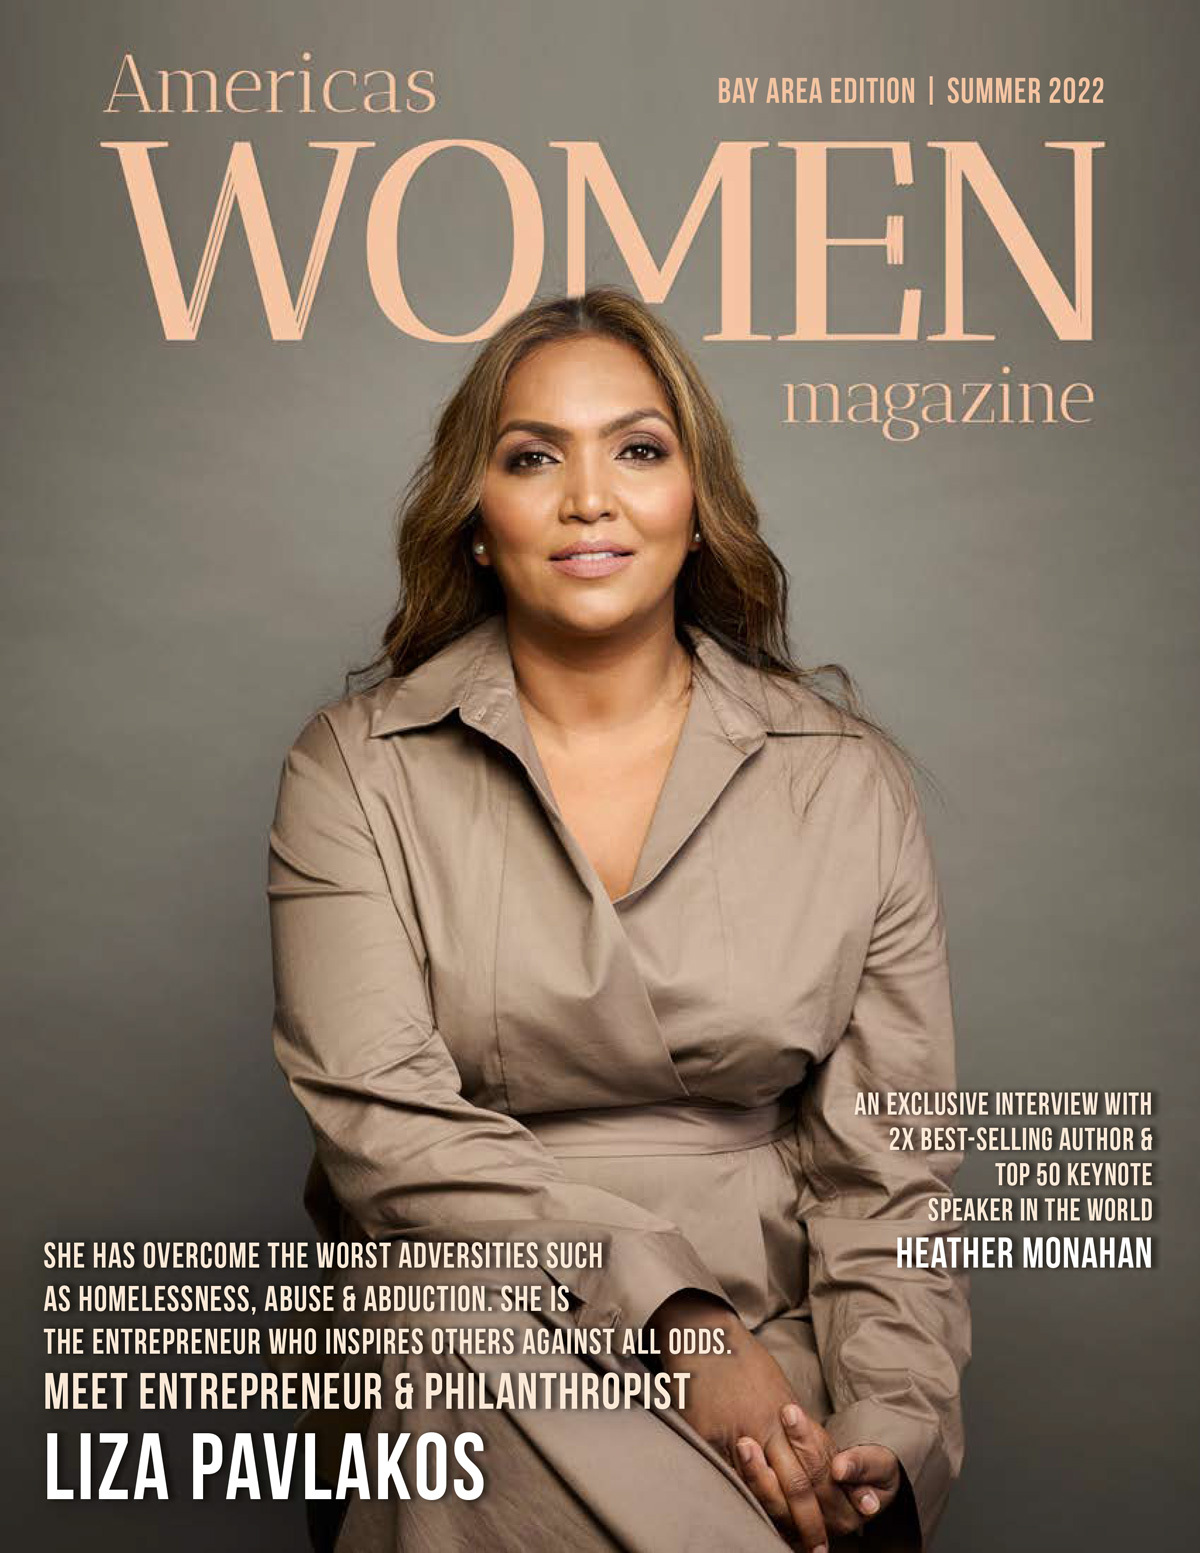 Americas
BAY AREA EDITION | SUMMER 2022
WOMEN
magazine
AN EXCLUSIVE INTERVIEW WITH
2X BEST-SELLING AUTHOR &
TOP 50 KEYNOTE
SPEAKER IN THE WORLD
HEATHER MONAHAN
SHE HAS OVERCOME THE WORST ADVERSITIES SUCH
AS HOMELESSNESS, ABUSE & ABDUCTION. SHE IS
THE ENTREPRENEUR WHO INSPIRES OTHERS AGAINST ALL ODDS.
MEET ENTREPRENEUR & PHILANTHROPIST
LIZA PAVLAKOS